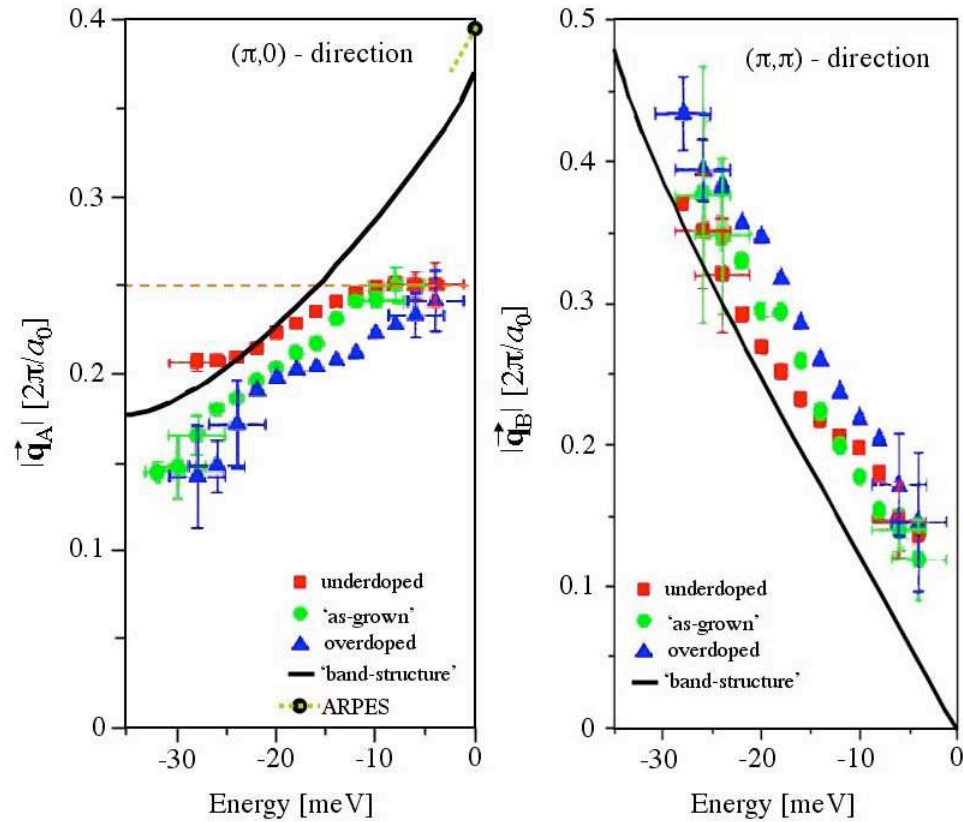 (π,0) - direction
|q⃗_A| [2π/a_0]
0.4
0.3
0.2
0.1
0
-30
-20
-10
0
Energy [meV]
underdoped
‘as-grown’
overdoped
‘band-structure’
ARPES
(π,π) - direction
|q⃗_B| [2π/a_0]
0.5
0.4
0.3
0.2
0.1
0
-30
-20
-10
0
Energy [meV]
underdoped
‘as-grown’
overdoped
‘band-structure’